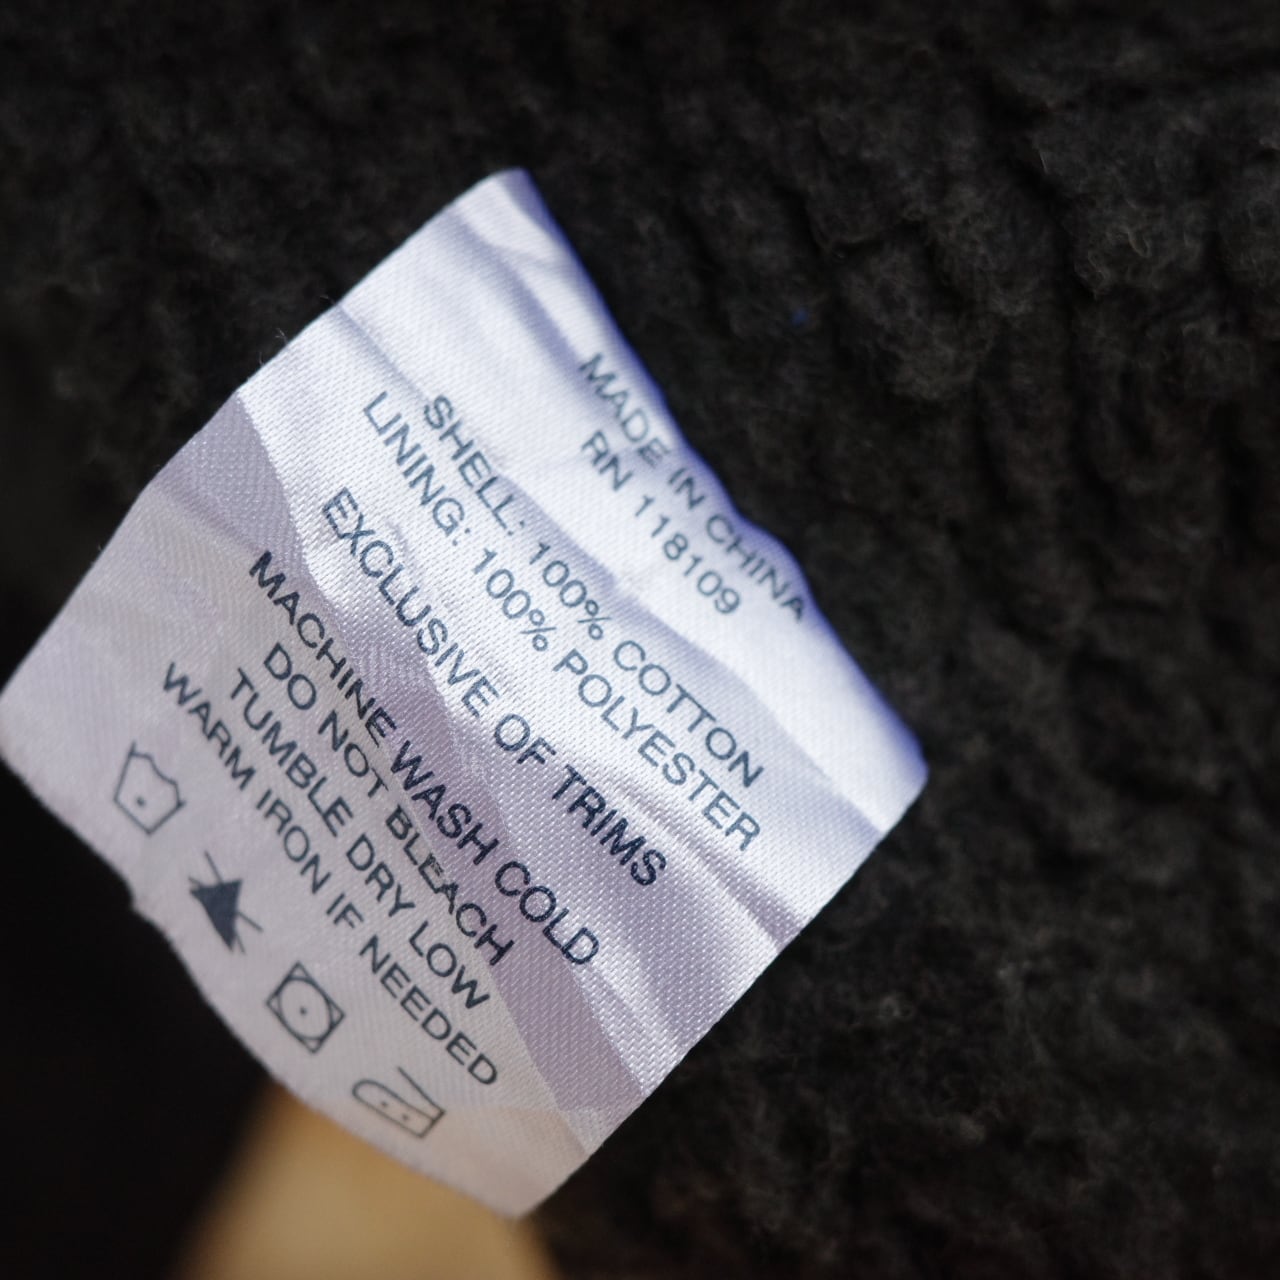 MADE IN CHINA
RN 118109
SHELL: 100% COTTON
LINING: 100% POLYESTER
EXCLUSIVE OF TRIMS
MACHINE WASH COLD
DO NOT BLEACH
TUMBLE DRY LOW
WARM IRON IF NEEDED